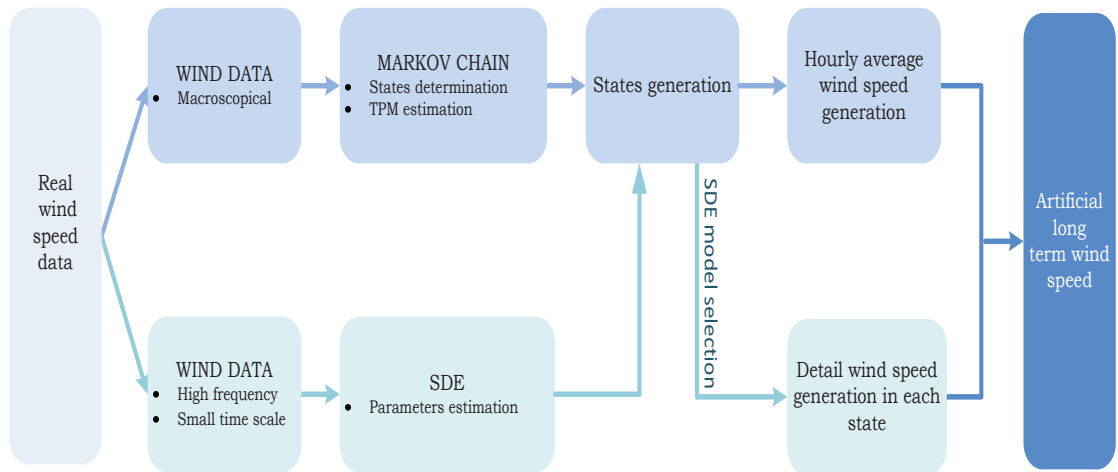 Real
wind
speed
data
WIND DATA
• Macroscopical
MARKOV CHAIN
• States determination
• TPM estimation
States generation
Hourly average
wind speed
generation
SDE model selection
WIND DATA
• High frequency
• Small time scale
SDE
• Parameters estimation
Detail wind speed
generation in each
state
Artificial
long
term wind
speed